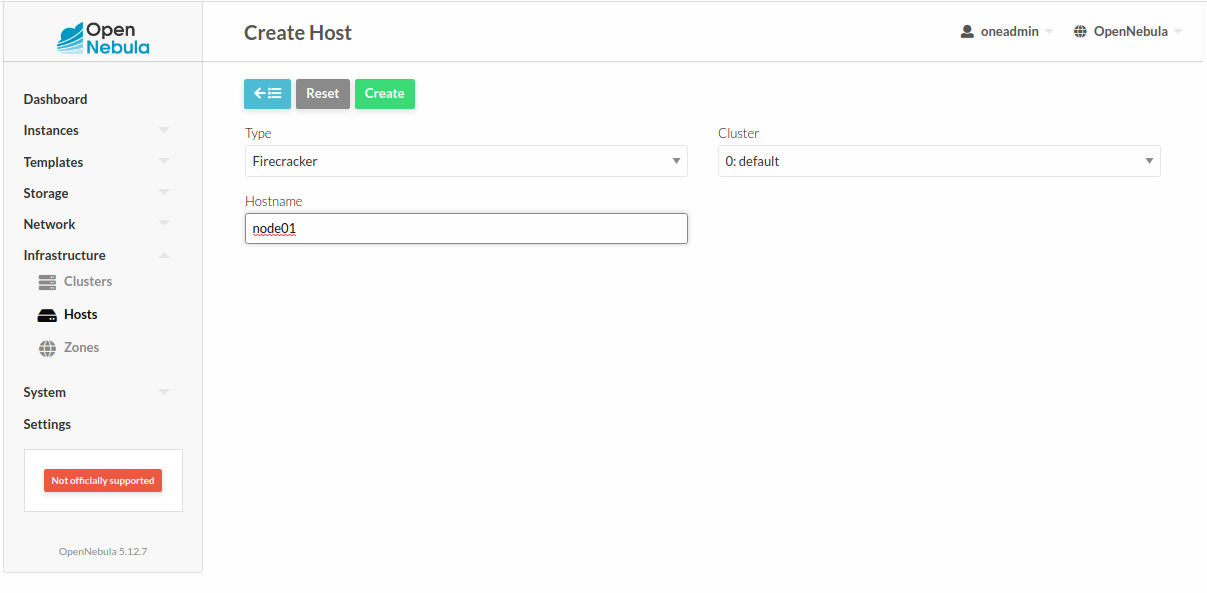 Open
Nebula
Create Host
oneadmin
OpenNebula
Dashboard
Instances
Templates
Storage
Network
Infrastructure
Clusters
Hosts
Zones
System
Settings
Not officially supported
OpenNebula 5.12.7
Reset
Create
Type
Cluster
Firecracker
0: default
Hostname
node01